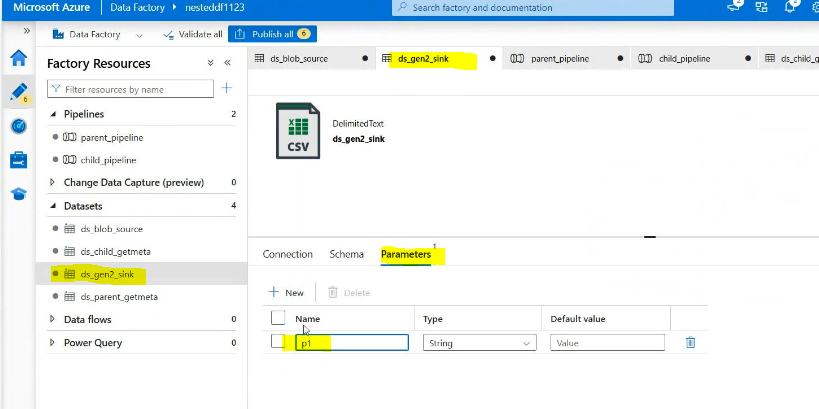 Microsoft Azure Data Factory nesteddf1123 Search factory and documentation
Data Factory Validate all Publish all 6
Factory Resources
Filter resources by name
Pipelines 2
parent_pipeline
child_pipeline
Change Data Capture (preview) 0
Datasets 4
ds_blob_source
ds_child_getmeta
ds_gen2_sink
ds_parent_getmeta
Data flows 0
Power Query 0
6
ds_blob_source ds_gen2_sink parent_pipeline child_pipeline ds_child_g
CSV
DelimitedText
ds_gen2_sink
Connection Schema Parameters 1
New Delete
Name Type Default value
p1 String Value